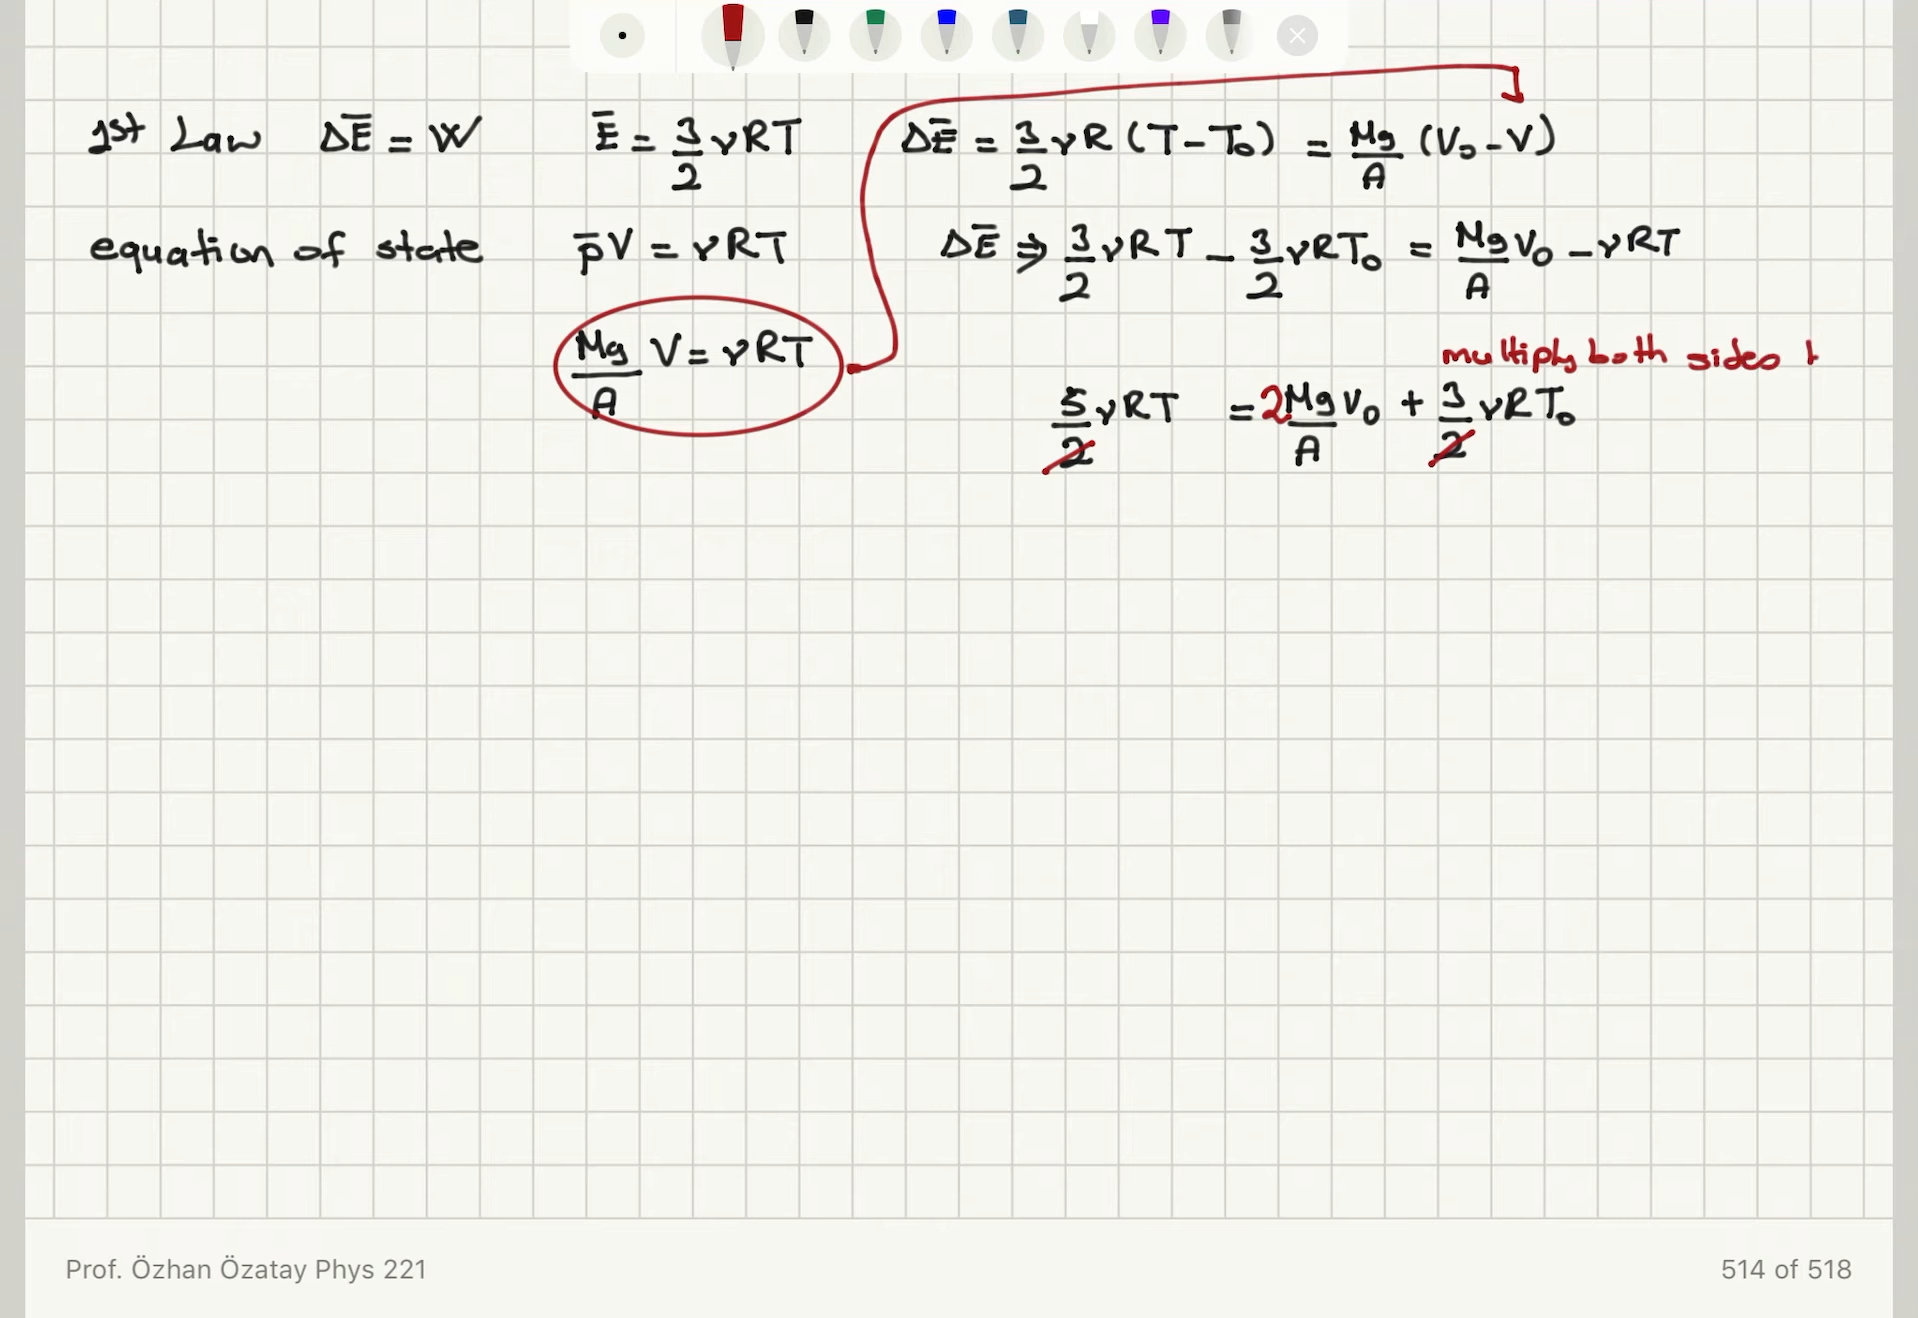 1st Law ΔE̅ = W E̅ = 3/2 νRT ΔE̅ = 3/2 νR (T - T₀) = Mg/A (V₀ - V)
equation of state p̅V = νRT ΔE̅ ⇒ 3/2 νRT - 3/2 νRT₀ = Mg/A V₀ - νRT
Mg/A V = νRT
multiply both sides
5/2 νRT = 2 Mg/A V₀ + 3/2 νRT₀
Prof. Özhan Özatay Phys 221
514 of 518